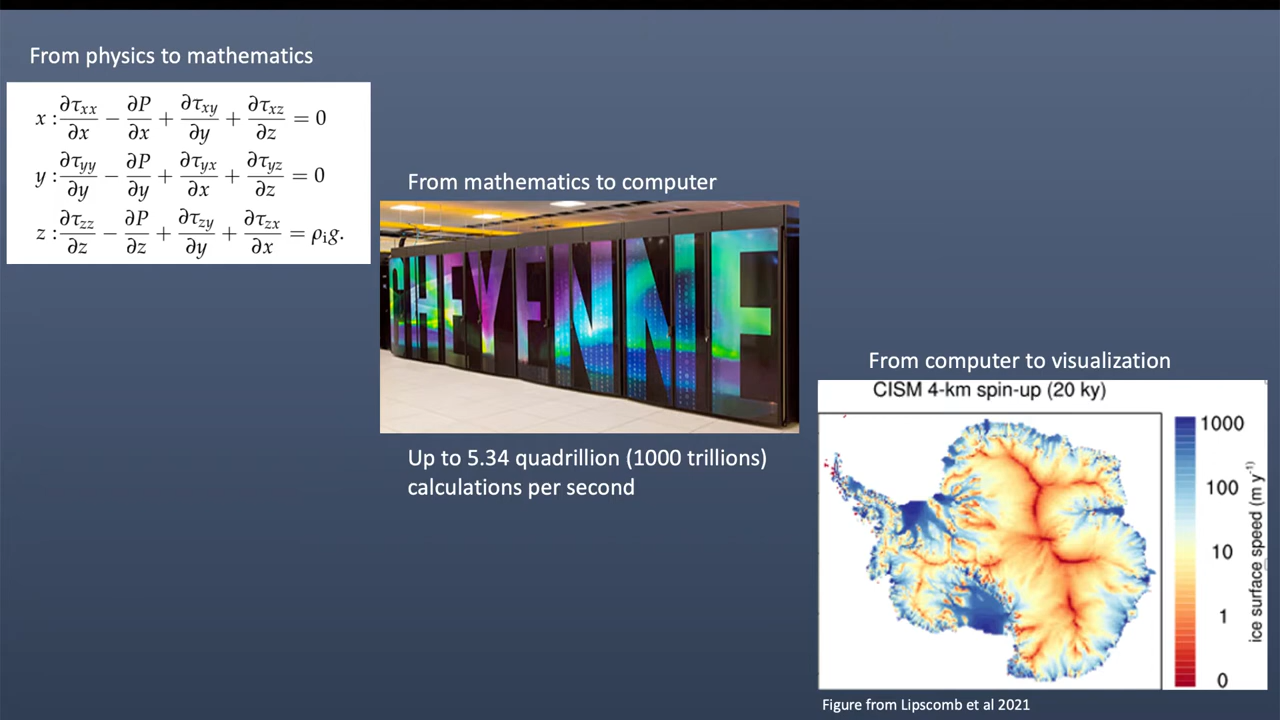 From physics to mathematics
x : ∂τxx/∂x − ∂P/∂x + ∂τxy/∂y + ∂τxz/∂z = 0
y : ∂τyy/∂y − ∂P/∂y + ∂τyx/∂x + ∂τyz/∂z = 0
z : ∂τzz/∂z − ∂P/∂z + ∂τzy/∂y + ∂τzx/∂x = ρig.
From mathematics to computer
CHEYENNE
Up to 5.34 quadrillion (1000 trillions)
calculations per second
From computer to visualization
CISM 4-km spin-up (20 ky)
1000
100
10
1
0
ice surface speed (m y⁻¹)
Figure from Lipscomb et al 2021